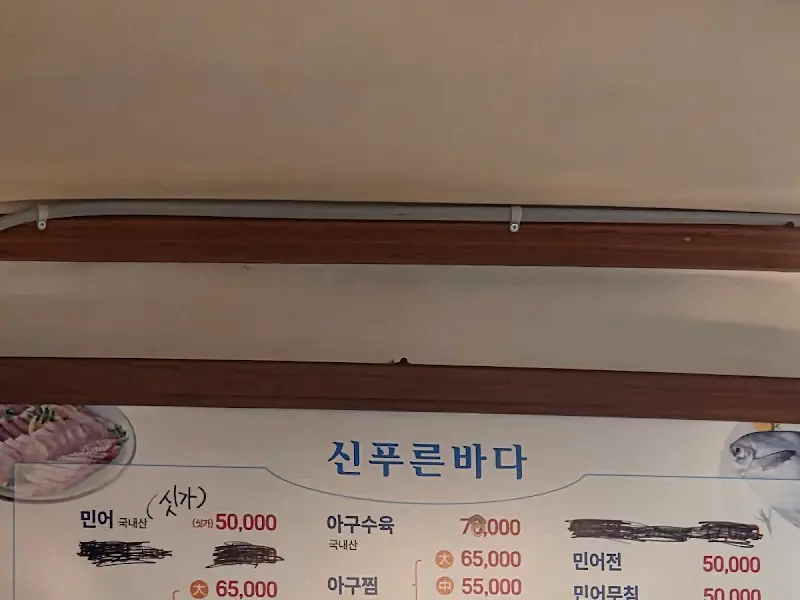 신푸른바다
민어 국내산 (싯가) (싯가) 50,000
大 65,000
아구수육 70,000
국내산
아구찜 大 65,000
中 55,000
민어전 50,000
민어무침 50,000